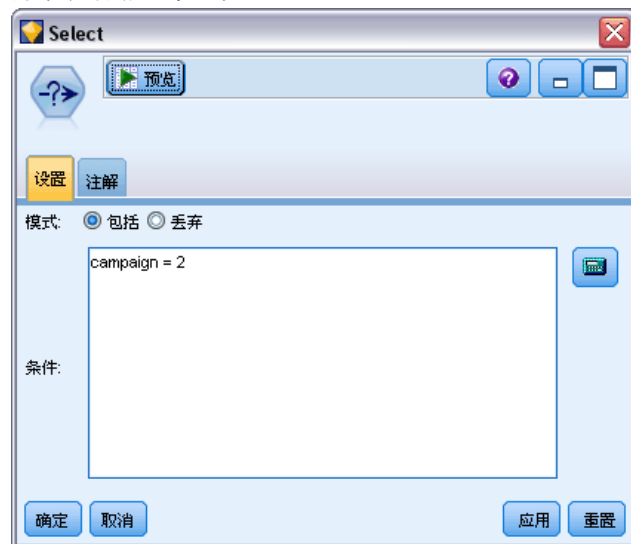 Select
预览
设置 注解
模式: 包括 丢弃
campaign = 2
条件:
确定 取消 应用 重置